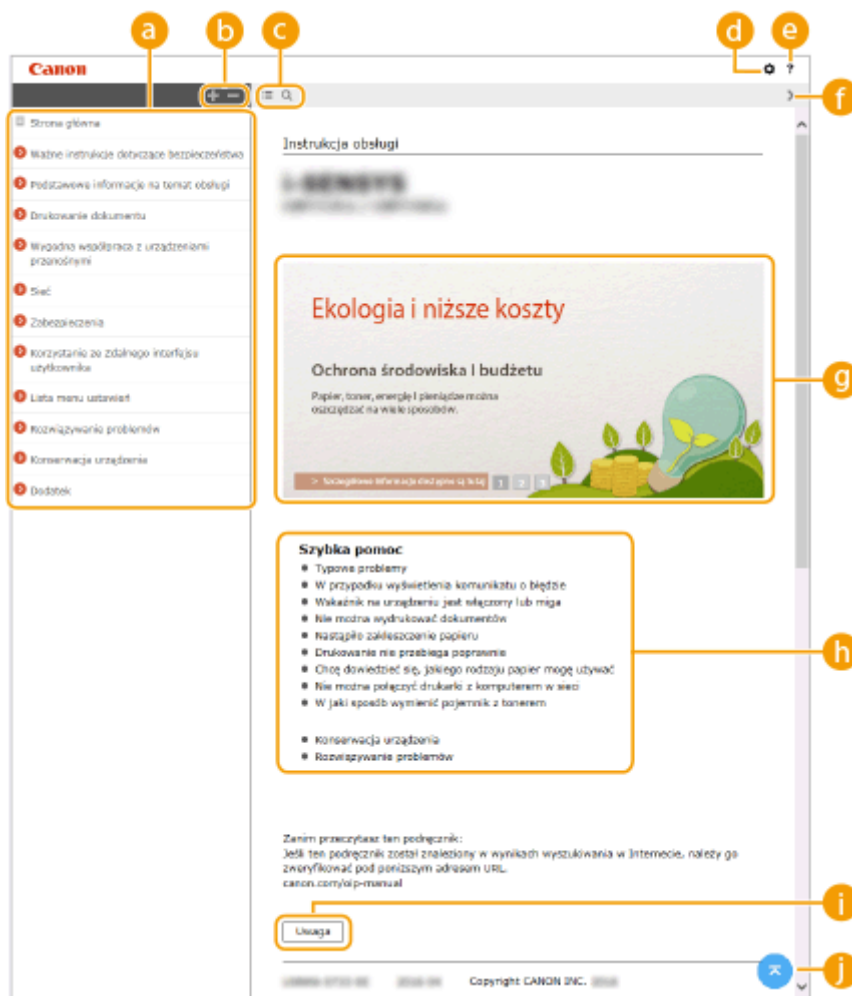 a
b
c
d
e
Canon
?
f
Strona główna
Ważne instrukcje dotyczące bezpieczeństwa
Podstawowe informacje na temat obsługi
Drukowanie dokumentu
Wygodna współpraca z urządzeniami
przenośnymi
Sieć
Zabezpieczenia
Korzystanie ze zdalnego interfejsu
użytkownika
Lista menu ustawień
Rozwiązywanie problemów
Konserwacja urządzenia
Dodatek
Instrukcja obsługi
i-SENSYS
Ekologia i niższe koszty
Ochrona środowiska i budżetu
Papier, toner, energię i pieniądze można
oszczędzać na wiele sposobów.
> Szczegółowe informacje dostępne są tutaj 1 2 3
g
Szybka pomoc
Typowe problemy
W przypadku wyświetlenia komunikatu o błędzie
Wskaźnik na urządzeniu jest włączony lub miga
Nie można wydrukować dokumentów
Nastąpiło zakleszczenie papieru
Drukowanie nie przebiega poprawnie
Chcę dowiedzieć się, jakiego rodzaju papier mogę używać
Nie można połączyć drukarki z komputerem w sieci
W jaki sposób wymienić pojemnik z tonerem
Konserwacja urządzenia
Rozwiązywanie problemów
h
Zanim przeczytasz ten podręcznik:
Jeśli ten podręcznik został znaleziony w wynikach wyszukiwania w Internecie, należy go
zweryfikować pod poniższym adresem URL.
canon.com/oip-manual
i
Uwaga
Copyright CANON INC.
j